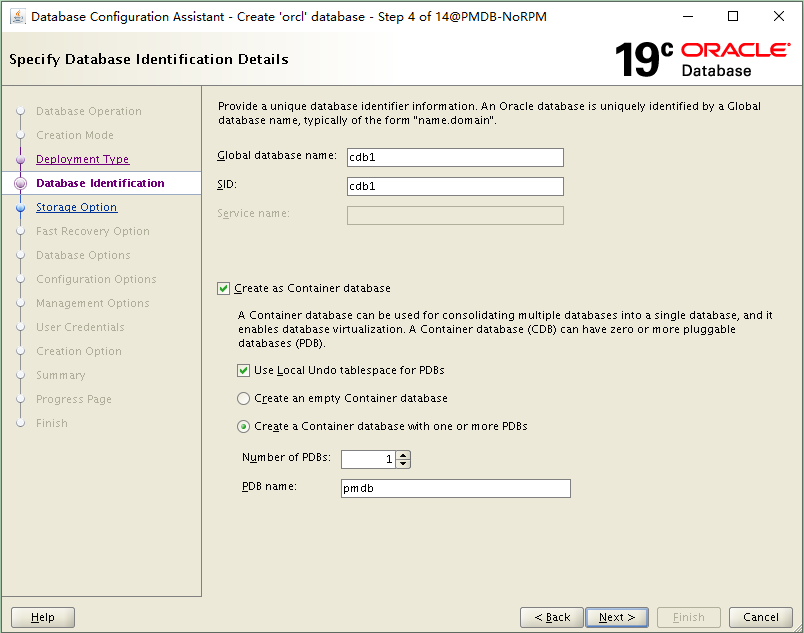 Database Configuration Assistant - Create 'orcl' database - Step 4 of 14@PMDB-NoRPM
Specify Database Identification Details
19c ORACLE
Database
Database Operation
Creation Mode
Deployment Type
Database Identification
Storage Option
Fast Recovery Option
Database Options
Configuration Options
Management Options
User Credentials
Creation Option
Summary
Progress Page
Finish
Provide a unique database identifier information. An Oracle database is uniquely identified by a Global
database name, typically of the form "name.domain".
Global database name: cdb1
SID: cdb1
Service name:
Create as Container database
A Container database can be used for consolidating multiple databases into a single database, and it
enables database virtualization. A Container database (CDB) can have zero or more pluggable
databases (PDB).
Use Local Undo tablespace for PDBs
Create an empty Container database
Create a Container database with one or more PDBs
Number of PDBs: 1
PDB name: pmdb
Help
< Back
Next >
Finish
Cancel